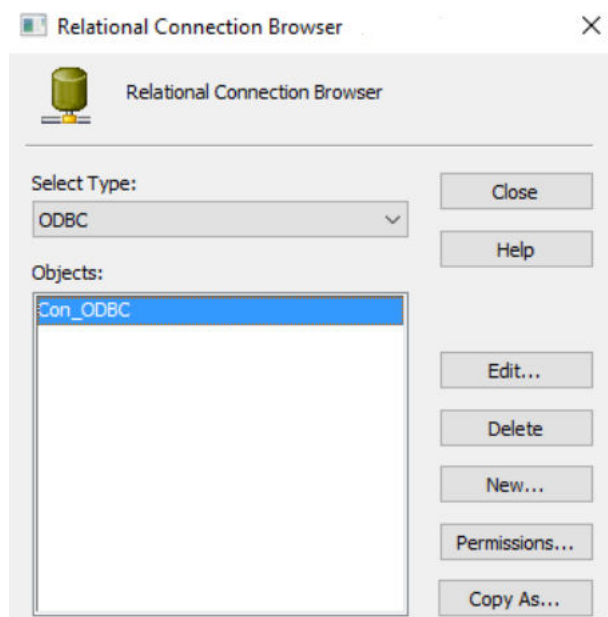 Relational Connection Browser
Relational Connection Browser
Select Type:
ODBC
Close
Help
Objects:
Con_ODBC
Edit...
Delete
New...
Permissions...
Copy As...